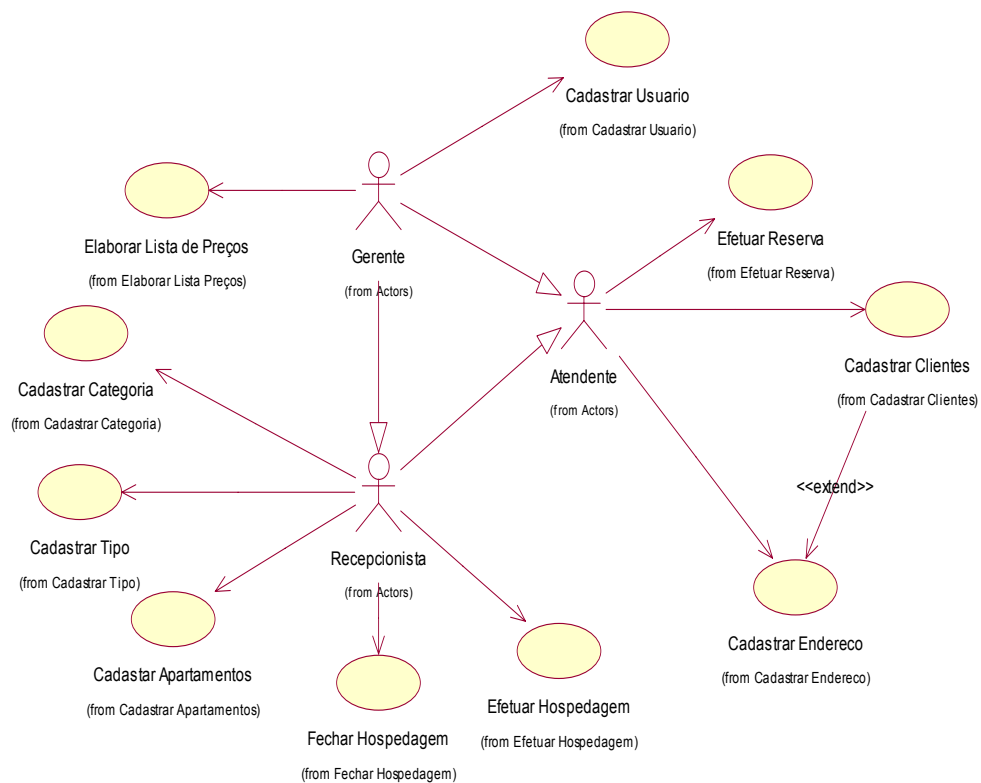 Cadastrar Usuario
(from Cadastrar Usuario)
Elaborar Lista de Preços
(from Elaborar Lista Preços)
Gerente
(from Actors)
Efetuar Reserva
(from Efetuar Reserva)
Cadastrar Categoria
(from Cadastrar Categoria)
Atendente
(from Actors)
Cadastrar Clientes
(from Cadastrar Clientes)
<<extend>>
Cadastrar Tipo
(from Cadastrar Tipo)
Recepcionista
(from Actors)
Cadastar Apartamentos
(from Cadastrar Apartamentos)
Fechar Hospedagem
(from Fechar Hospedagem)
Efetuar Hospedagem
(from Efetuar Hospedagem)
Cadastrar Endereco
(from Cadastrar Endereco)